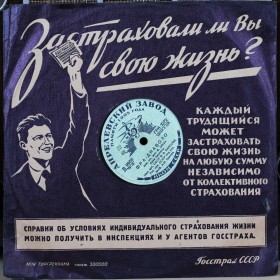 Застраховали ли Вы
свою жизнь?
АПРЕЛЕВСКИЙ ЗАВОД
КАЖДЫЙ
ТРУДЯЩИЙСЯ
МОЖЕТ
ЗАСТРАХОВАТЬ
СВОЮ ЖИЗНЬ
НА ЛЮБУЮ СУММУ
НЕЗАВИСИМО
ОТ КОЛЛЕКТИВНОГО
СТРАХОВАНИЯ
СПРАВКИ ОБ УСЛОВИЯХ ИНДИВИДУАЛЬНОГО СТРАХОВАНИЯ ЖИЗНИ
МОЖНО ПОЛУЧИТЬ В ИНСПЕКЦИЯХ И У АГЕНТОВ ГОССТРАХА.
Госстрах СССР